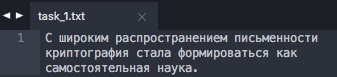 task_1.txt
1 С широким распространением письменности
криптография стала формироваться как
самостоятельная наука.